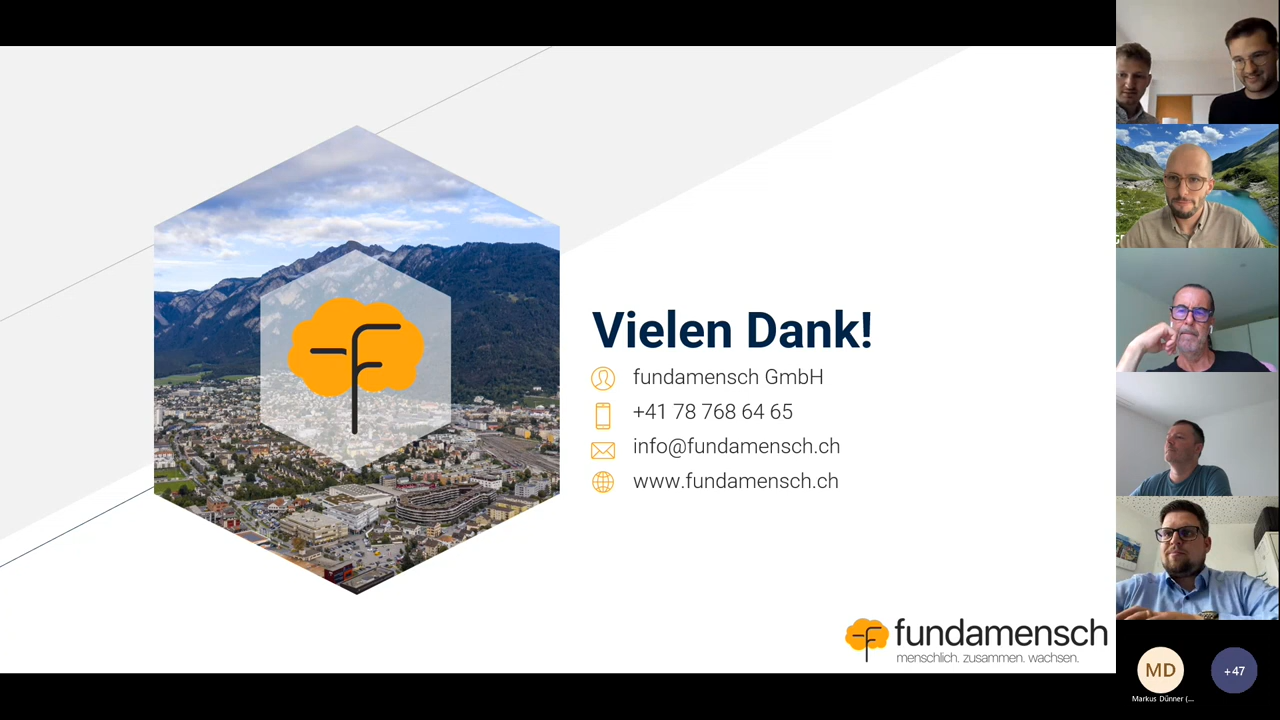 Vielen Dank!
fundamensch GmbH
+41 78 768 64 65
info@fundamensch.ch
www.fundamensch.ch
fundamensch
menschlich. zusammen. wachsen.
MD
+47
Markus Dünner (...